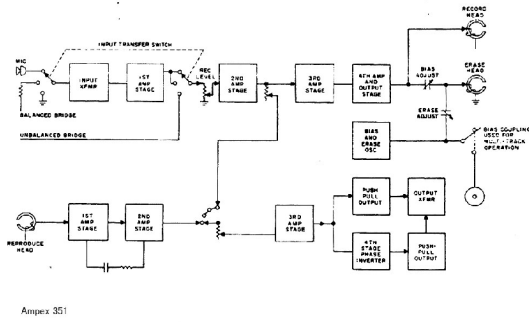 INPUT TRANSFER SWITCH
MIC
INPUT
XFMR
1ST
AMP
STAGE
REC
LEVEL
2ND
AMP
STAGE
3RD
AMP
STAGE
4TH AMP
AND
OUTPUT
STAGE
BIAS
ADJUST
RECORD
HEAD
ERASE
HEAD
BALANCED BRIDGE
UNBALANCED BRIDGE
BIAS
AND
ERASE
OSC
ERASE
ADJUST
BIAS COUPLING
USED FOR
MULTI-TRACK
OPERATION
REPRODUCE
HEAD
1ST
AMP
STAGE
2ND
AMP
STAGE
3RD
AMP
STAGE
PUSH
PULL
OUTPUT
OUTPUT
XFMR
4TH
STAGE
PHASE
INVERTER
PUSH-
PULL
OUTPUT
Ampex 351